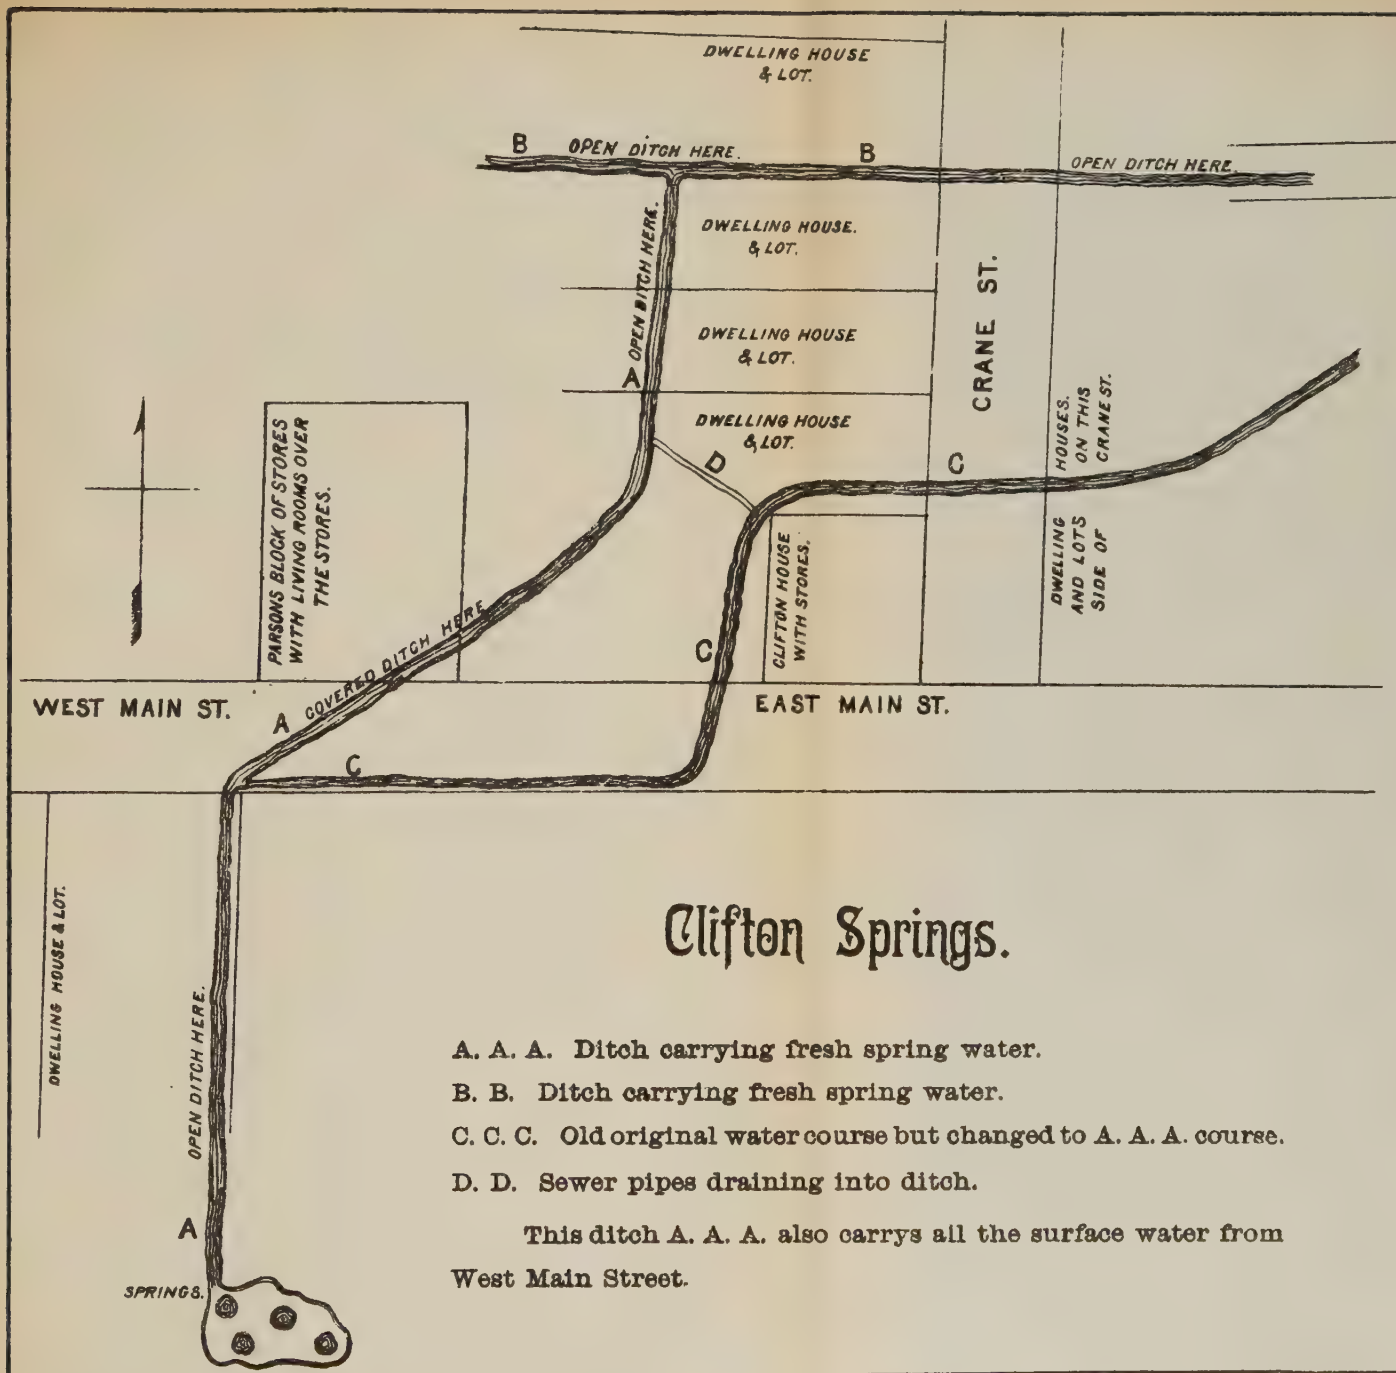 DWELLING HOUSE
& LOT.
B
OPEN DITCH HERE.
B
OPEN DITCH HERE.
OPEN DITCH HERE.
DWELLING HOUSE.
& LOT.
CRANE ST.
DWELLING HOUSE
& LOT.
A
DWELLING HOUSE
& LOT.
D
C
DWELLING HOUSES.
AND LOTS ON THIS
SIDE OF CRANE ST.
PARSONS BLOCK OF STORES
WITH LIVING ROOMS OVER
THE STORES.
CLIFTON HOUSE
WITH STORES.
COVERED DITCH HERE
C
WEST MAIN ST.
A
EAST MAIN ST.
C
DWELLING HOUSE & LOT.
OPEN DITCH HERE.
Clifton Springs.
A. A. A. Ditch carrying fresh spring water.
B. B. Ditch carrying fresh spring water.
C. C. C. Old original water course but changed to A. A. A. course.
D. D. Sewer pipes draining into ditch.
This ditch A. A. A. also carrys all the surface water from
West Main Street.
A
SPRINGS.